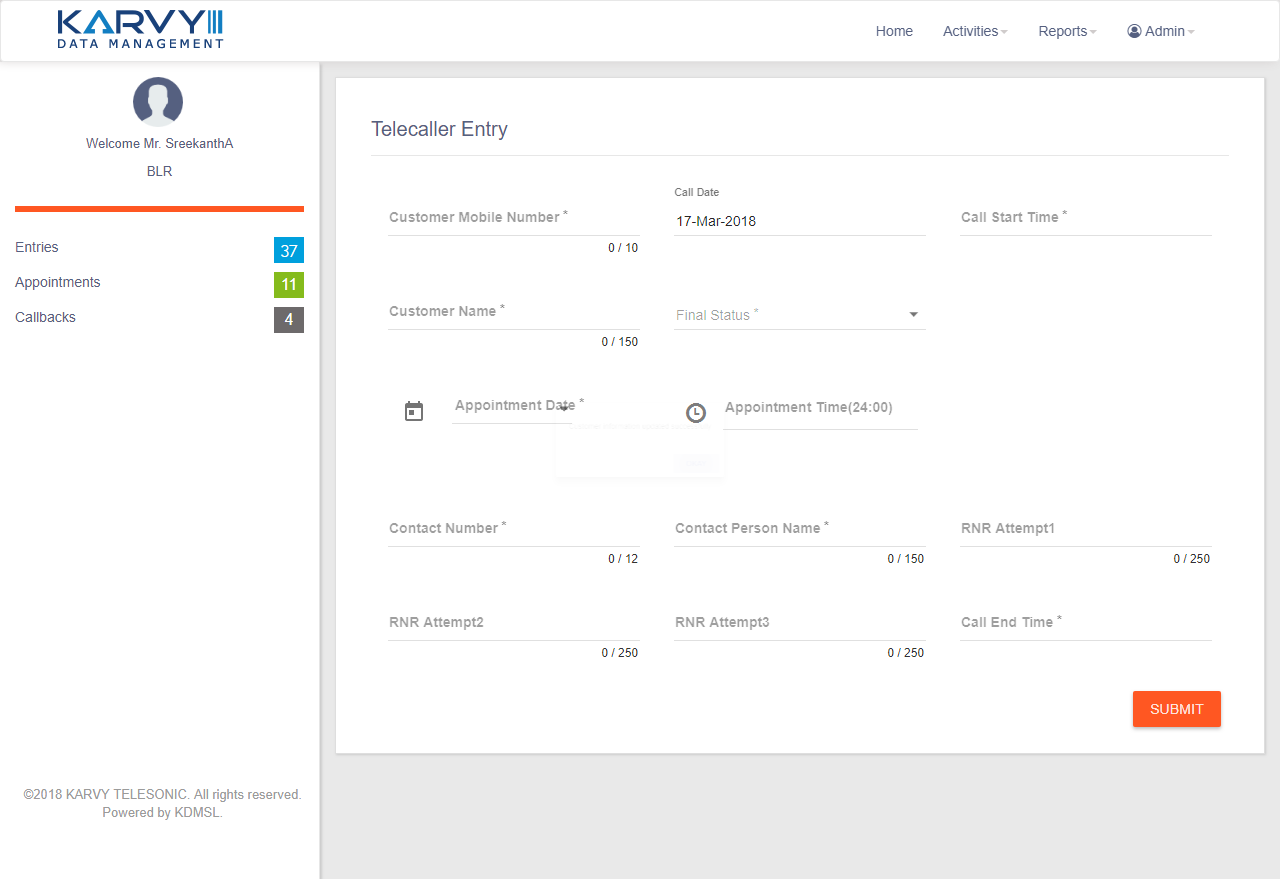 KARVY
DATA MANAGEMENT
Home
Activities
Reports
Admin
Welcome Mr. SreekanthA
BLR
Entries
37
Appointments
11
Callbacks
4
©2018 KARVY TELESONIC. All rights reserved.
Powered by KDMSL.
Telecaller Entry
Customer Mobile Number *
0 / 10
Call Date
17-Mar-2018
Call Start Time *
Customer Name *
0 / 150
Final Status *
Appointment Date *
Appointment Time(24:00)
Contact Number *
0 / 12
Contact Person Name *
0 / 150
RNR Attempt1
0 / 250
RNR Attempt2
0 / 250
RNR Attempt3
0 / 250
Call End Time *
SUBMIT